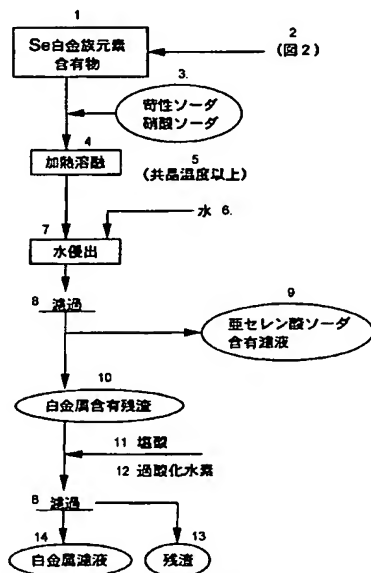 1
Se白金族元素
含有物
2
(図2)
3.
苛性ソーダ
硝酸ソーダ
4
加熱溶融
5
(共晶温度以上)
水 6.
7
水浸出
8 濾過
9
亜セレン酸ソーダ
含有濾液
10
白金属含有残渣
11 塩酸
12 過酸化水素
8 濾過
14
白金属濾液
13
残渣